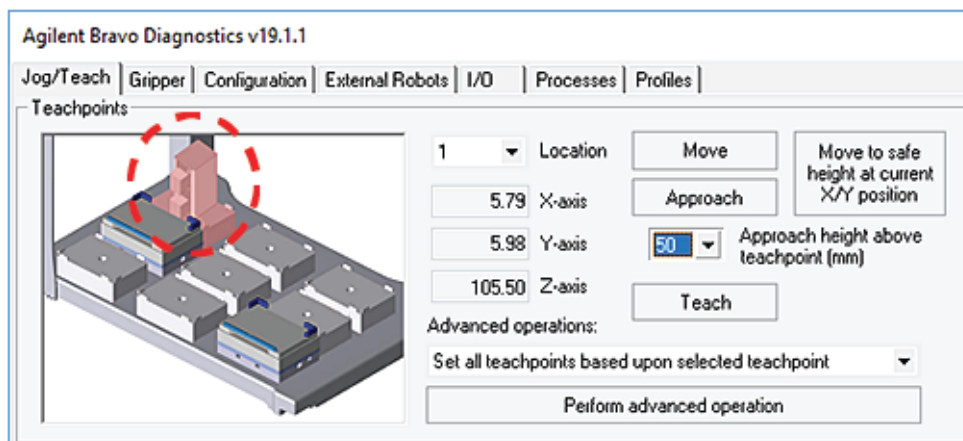 Agilent Bravo Diagnostics v19.1.1
Jog/Teach Gripper Configuration External Robots I/O Processes Profiles
Teachpoints
1 Location
Move
Move to safe
height at current
X/Y position
5.79 X-axis
Approach
5.98 Y-axis
50 Approach height above
teachpoint (mm)
105.50 Z-axis
Teach
Advanced operations:
Set all teachpoints based upon selected teachpoint
Perform advanced operation